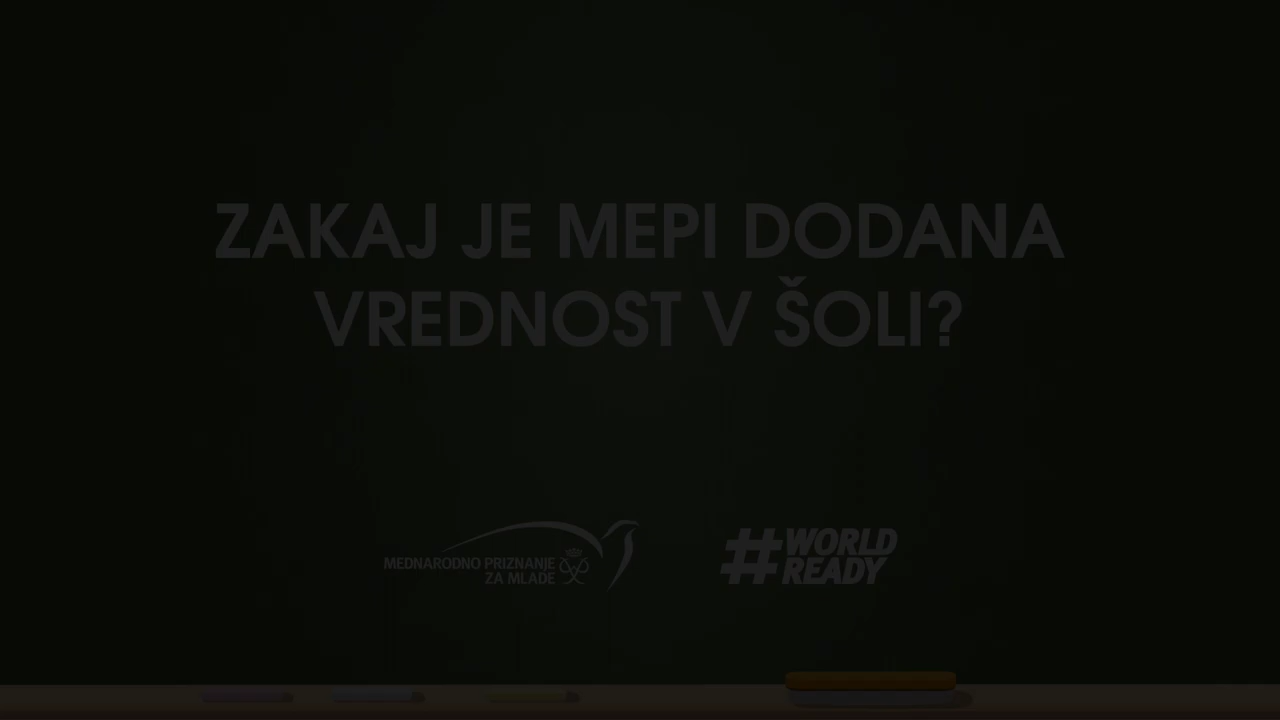 ZAKAJ JE MEPI DODANA
VREDNOST V ŠOLI?
MEDNARODNO PRIZNANJE
ZA MLADE
#WORLD
READY